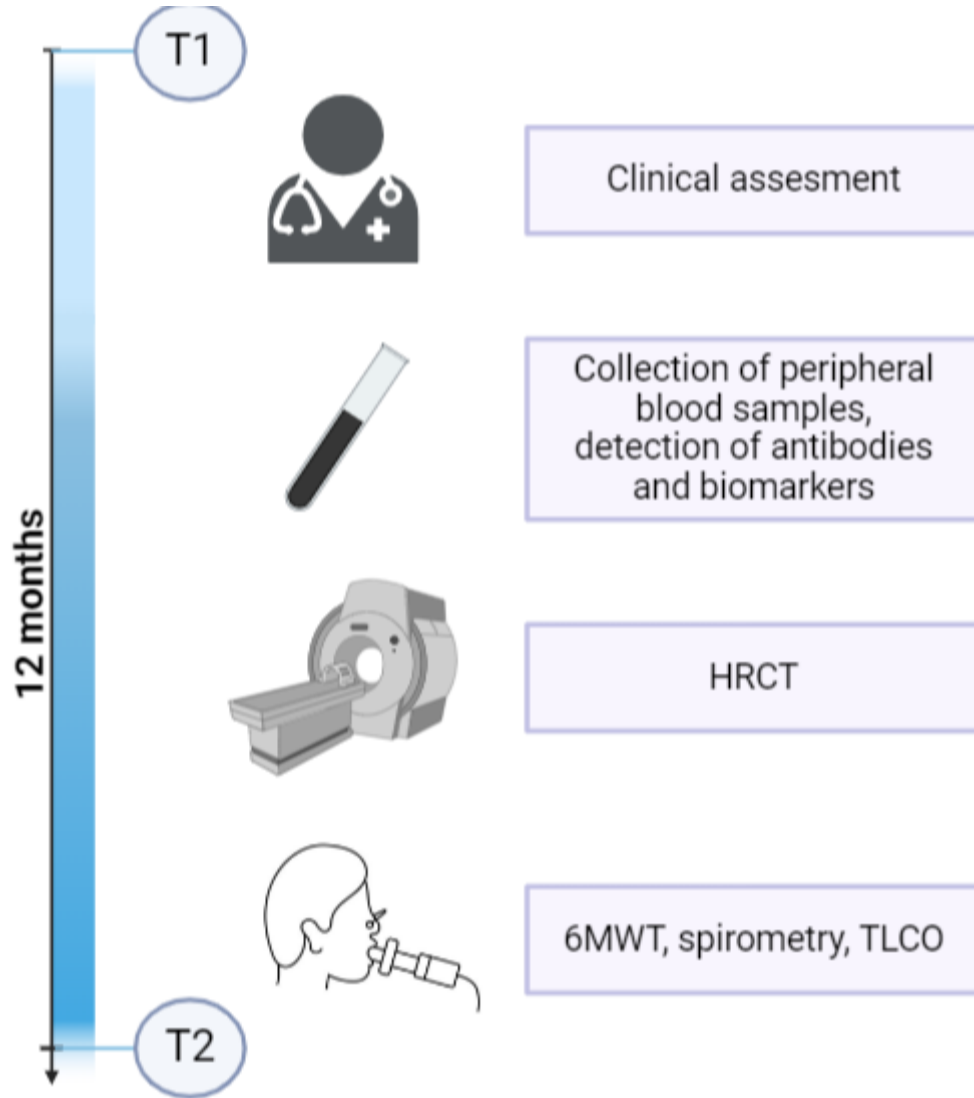 T1
Clinical assesment
Collection of peripheral
blood samples,
detection of antibodies
and biomarkers
12 months
HRCT
6MWT, spirometry, TLCO
T2